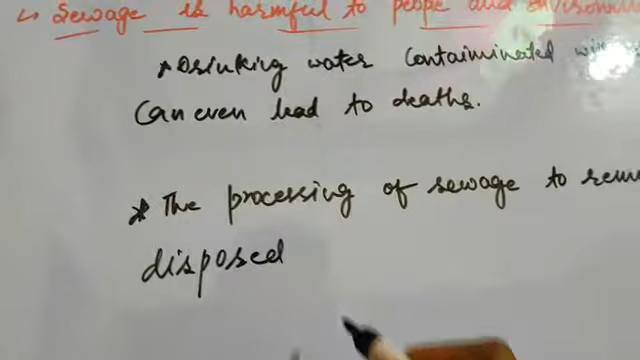 ↳ Sewage is harmful to people and
* Drinking water Contaiminated
Can even lead to deaths.
* The processing of sewage to
disposed